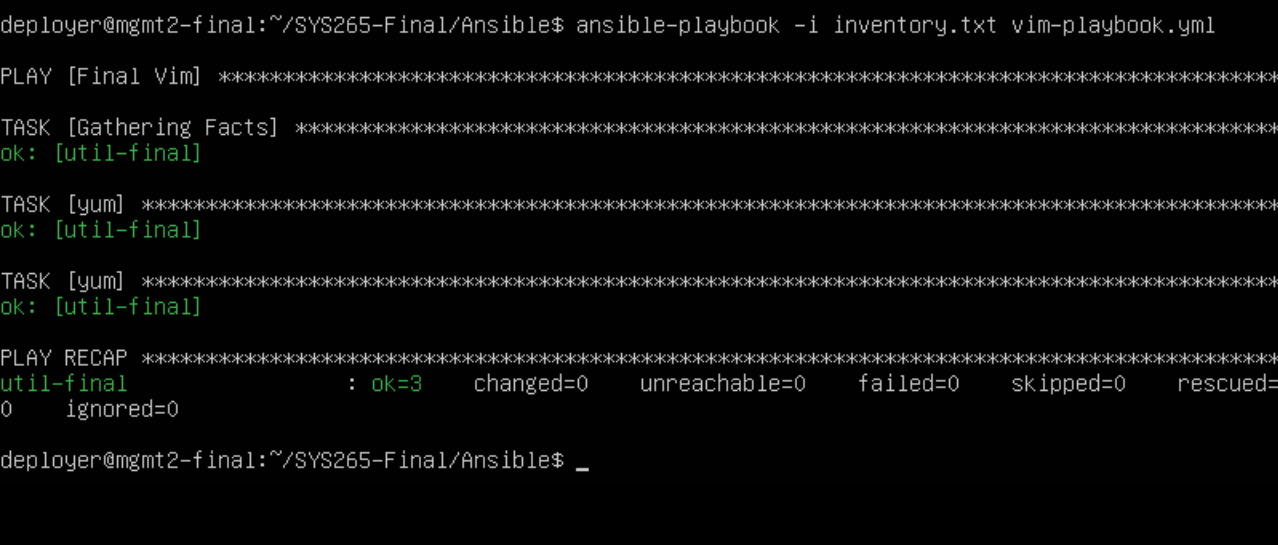 deployer@mgmt2-final:~/SYS265-Final/Ansible$ ansible-playbook -i inventory.txt vim-playbook.yml
PLAY [Final Vim] ***********************************************************************************
TASK [Gathering Facts] *****************************************************************************
ok: [util-final]
TASK [yum] *****************************************************************************************
ok: [util-final]
TASK [yum] *****************************************************************************************
ok: [util-final]
PLAY RECAP *****************************************************************************************
util-final                 : ok=3    changed=0    unreachable=0    failed=0    skipped=0    rescued=
0    ignored=0
deployer@mgmt2-final:~/SYS265-Final/Ansible$ _